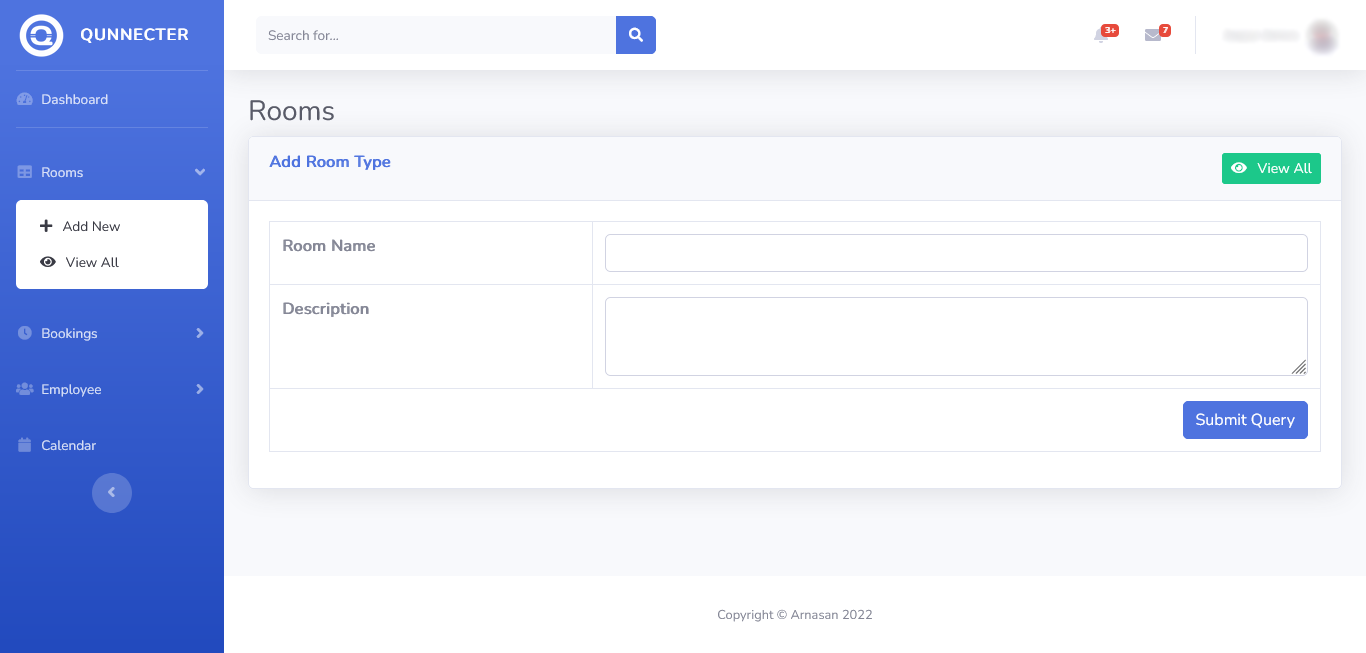 QUNNECTER
Search for...
3+
7
Dashboard
Rooms
Add New
View All
Bookings
Employee
Calendar
Rooms
Add Room Type
View All
Room Name
Description
Submit Query
Copyright © Arnasan 2022